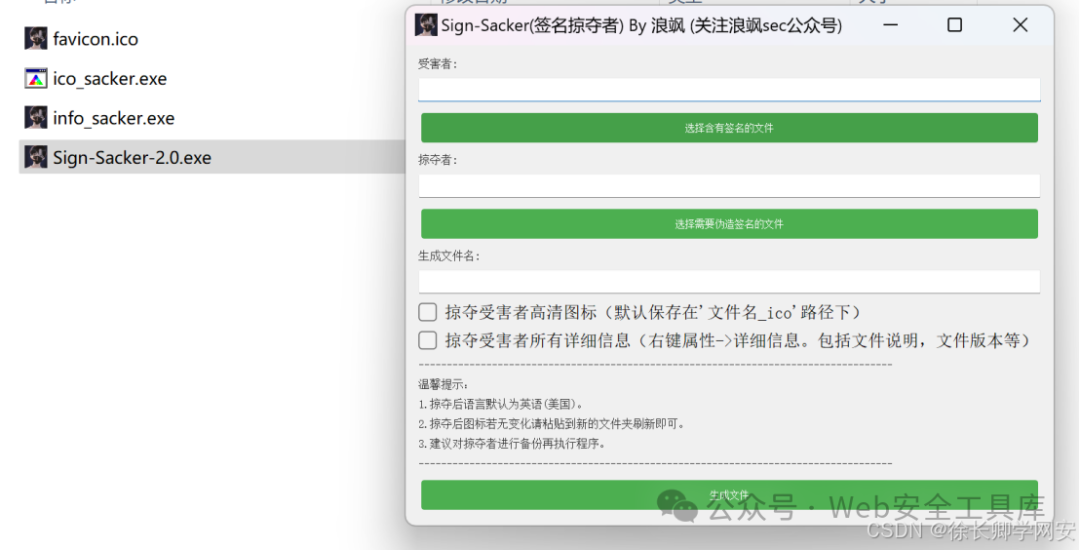 favicon.ico
ico_sacker.exe
info_sacker.exe
Sign-Sacker-2.0.exe
Sign-Sacker(签名掠夺者) By 浪飒 (关注浪飒sec公众号)
受害者:
选择含有签名的文件
掠夺者:
选择需要伪造签名的文件
生成文件名:
掠夺受害者高清图标（默认保存在'文件名_ico'路径下）
掠夺受害者所有详细信息（右键属性->详细信息。包括文件说明，文件版本等）
--------------------------------------------------------------------------------
温馨提示:
1.掠夺后语言默认为英语(美国)。
2.掠夺后图标若无变化请粘贴到新的文件夹刷新即可。
3.建议对掠夺者进行备份再执行程序。
--------------------------------------------------------------------------------
生成文件
公众号·Web安全工具库
CSDN @徐长卿学网安